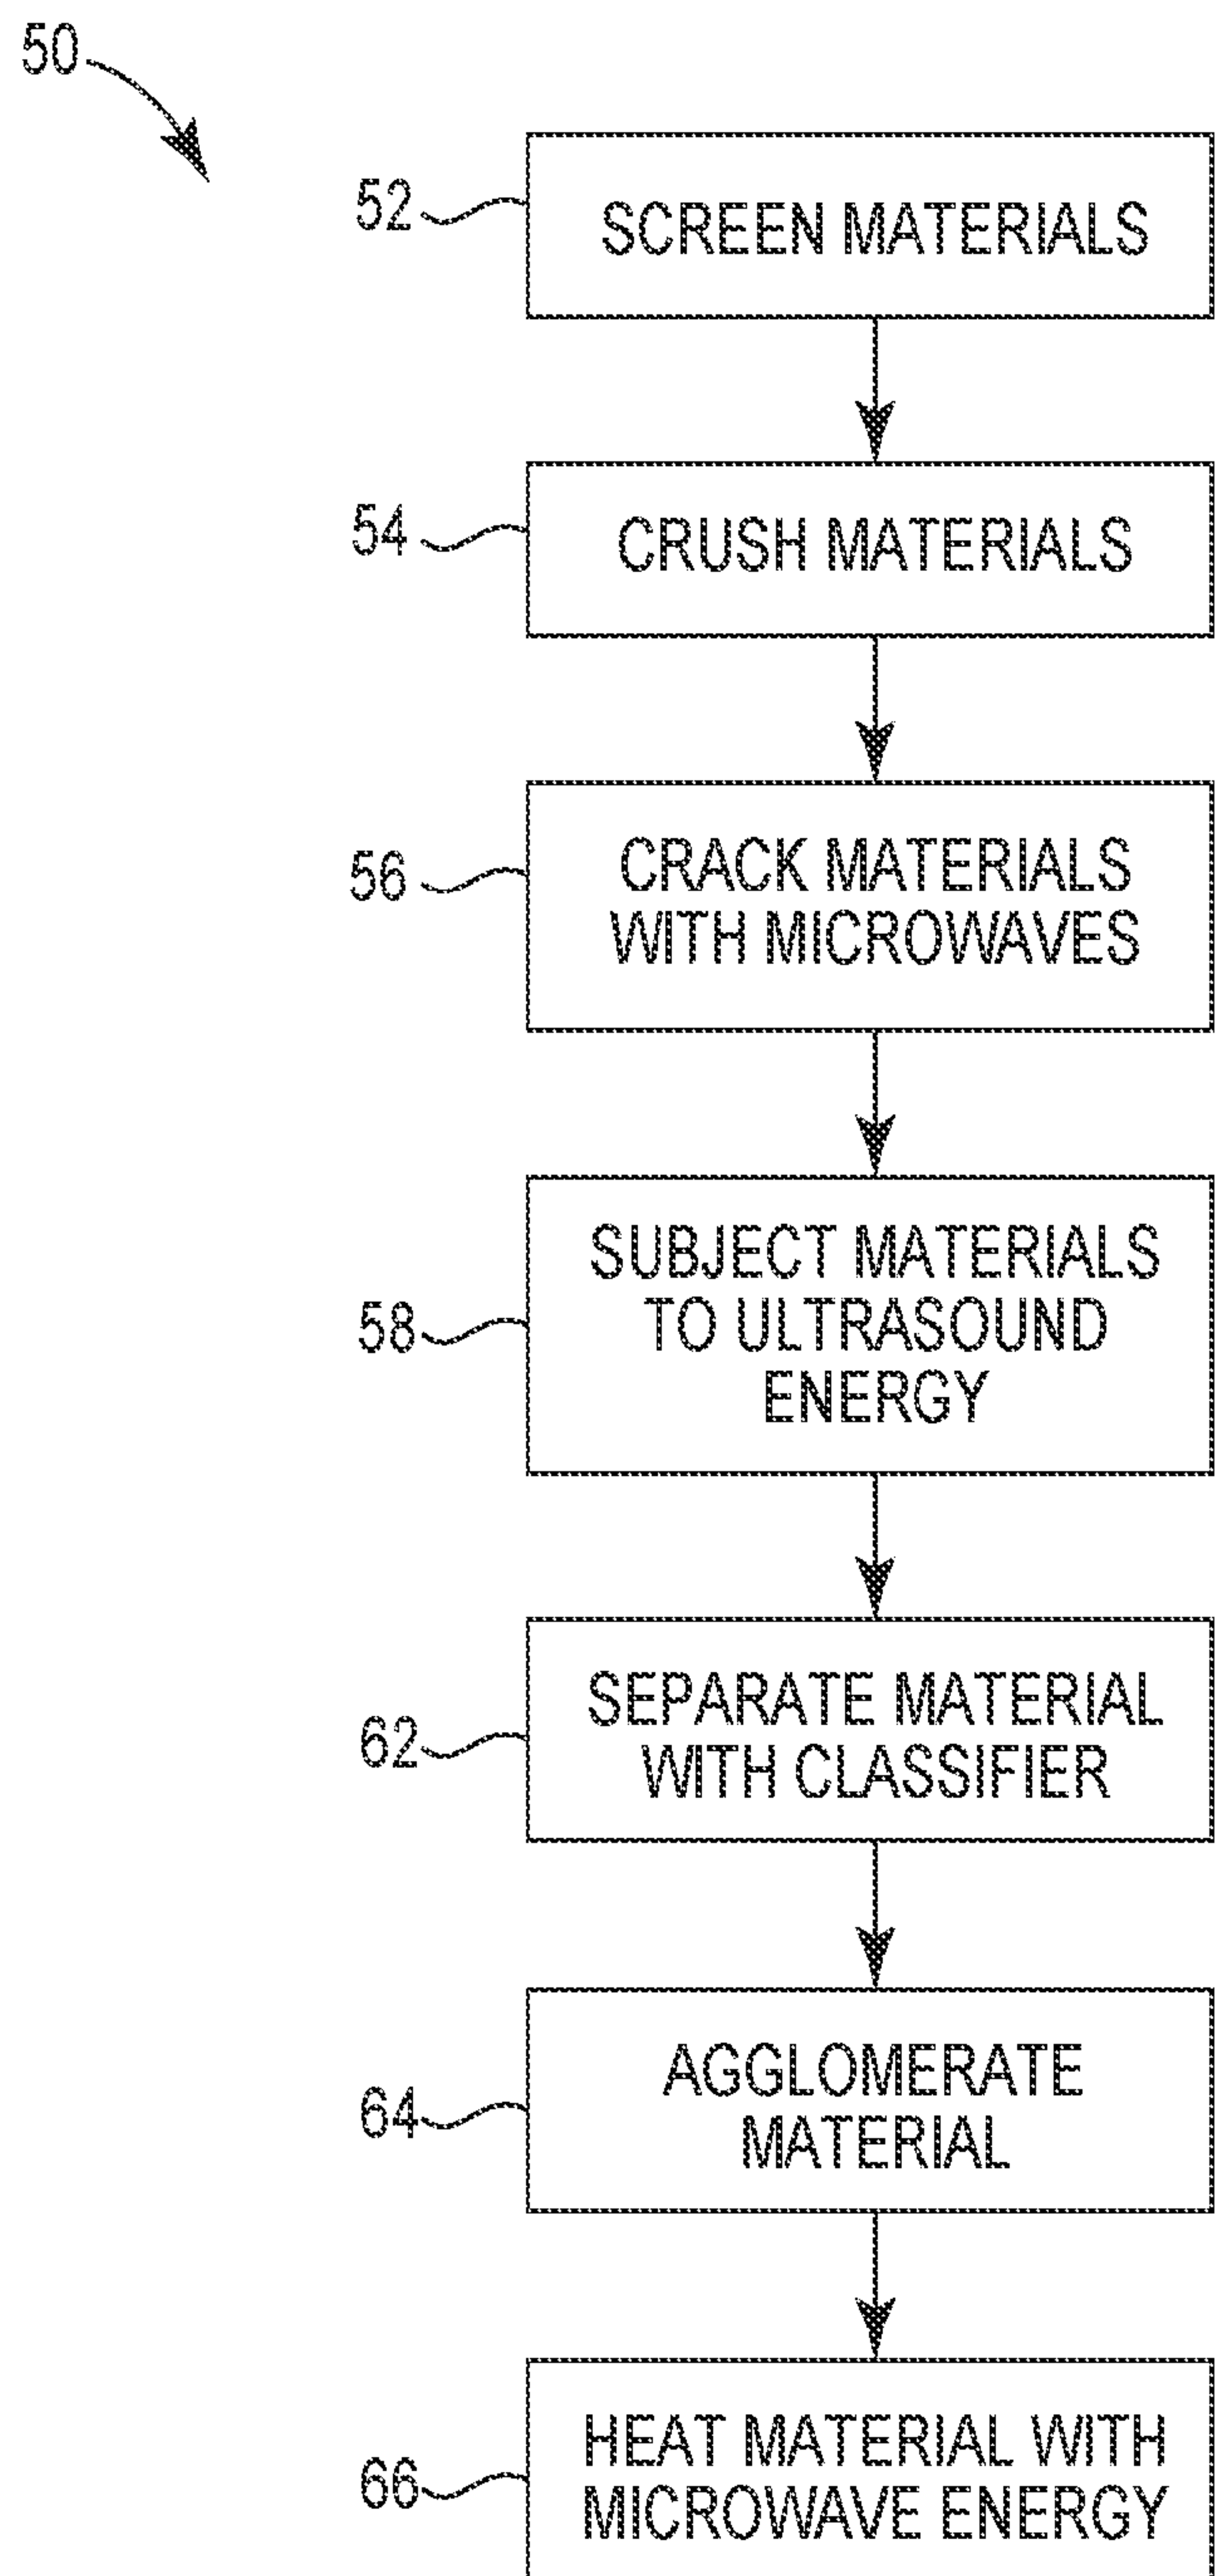 50
52
SCREEN MATERIALS
54
CRUSH MATERIALS
56
CRACK MATERIALS
WITH MICROWAVES
58
SUBJECT MATERIALS
TO ULTRASOUND
ENERGY
62
SEPARATE MATERIAL
WITH CLASSIFIER
64
AGGLOMERATE
MATERIAL
66
HEAT MATERIAL WITH
MICROWAVE ENERGY